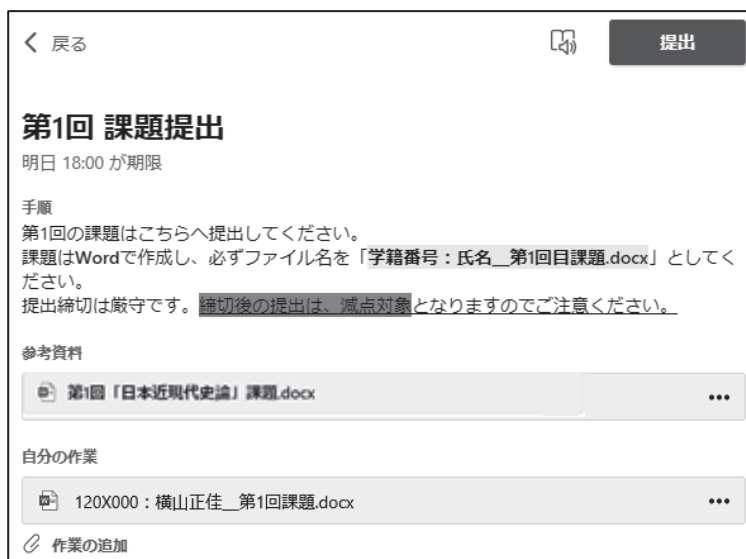 戻る
提出
第1回 課題提出
明日 18:00 が期限
手順
第1回の課題はこちらへ提出してください。
課題はWordで作成し、必ずファイル名を「学籍番号：氏名__第1回目課題.docx」としてく
ださい。
提出締切は厳守です。締切後の提出は、減点対象となりますのでご注意ください。
参考資料
第1回「日本近現代史論」課題.docx
自分の作業
120X000：横山正佳__第1回課題.docx
作業の追加